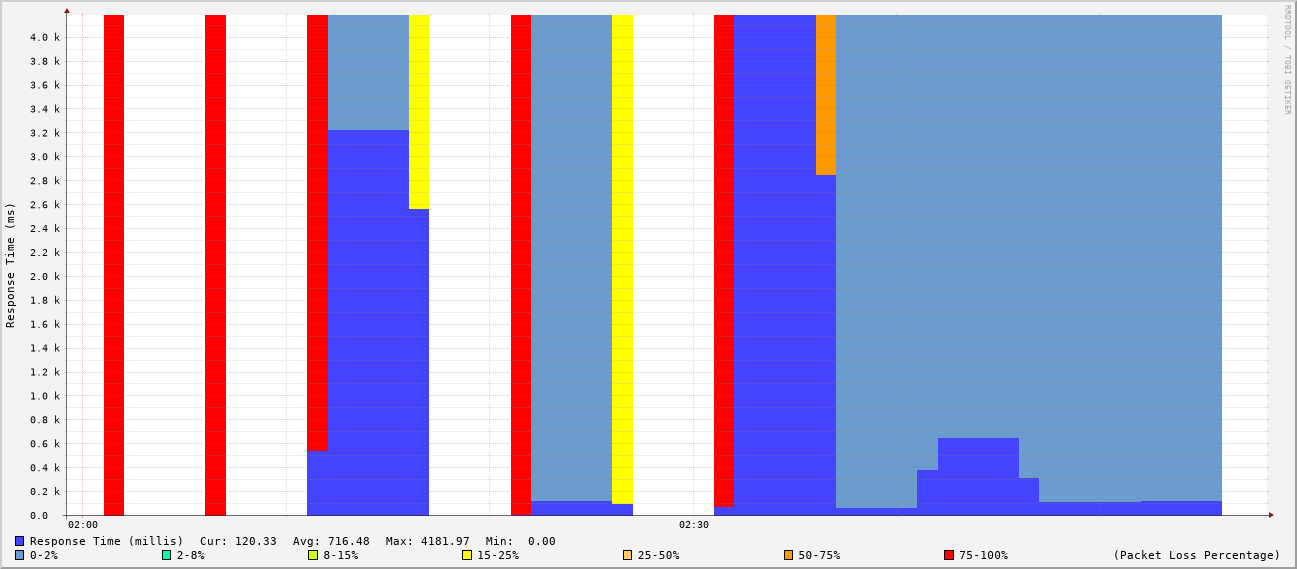 RRDTOOL / TOBI OETIKER
Response Time (ms)
4.0 k
3.8 k
3.6 k
3.4 k
3.2 k
3.0 k
2.8 k
2.6 k
2.4 k
2.2 k
2.0 k
1.8 k
1.6 k
1.4 k
1.2 k
1.0 k
0.8 k
0.6 k
0.4 k
0.2 k
0.0
02:00 02:30
Response Time (millis) Cur: 120.33 Avg: 716.48 Max: 4181.97 Min: 0.00
0-2% 2-8% 8-15% 15-25% 25-50% 50-75% 75-100% (Packet Loss Percentage)